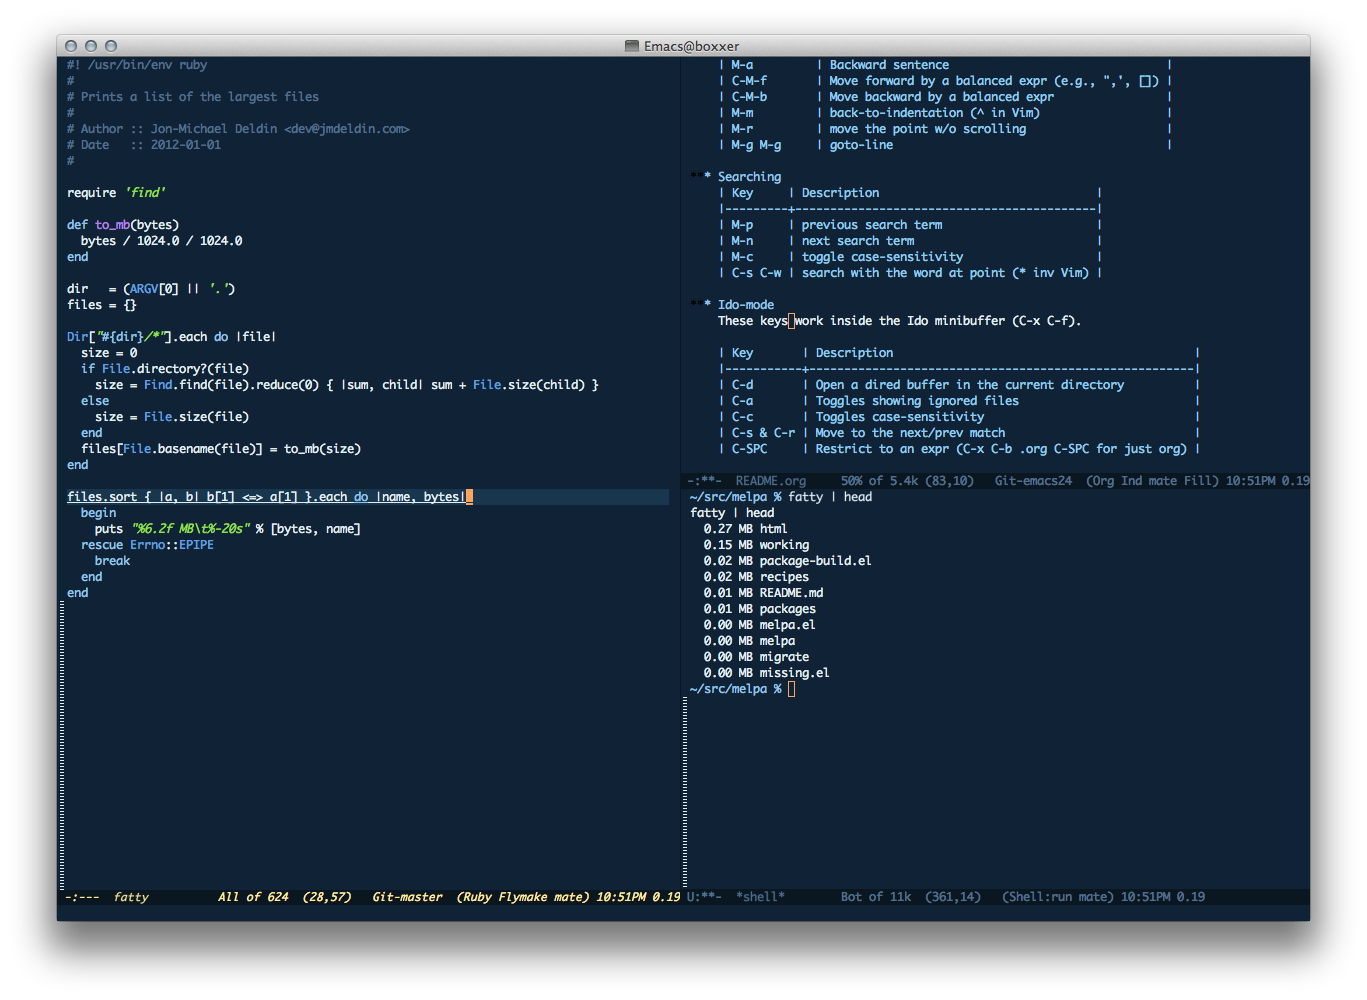 Emacs@boxxer
#! /usr/bin/env ruby
#
# Prints a list of the largest files
#
# Author :: Jon-Michael Deldin <dev@jmdeldin.com>
# Date   :: 2012-01-01
#
require 'find'
def to_mb(bytes)
  bytes / 1024.0 / 1024.0
end
dir   = (ARGV[0] || '.')
files = {}
Dir["#{dir}/*"].each do |file|
  size = 0
  if File.directory?(file)
    size = Find.find(file).reduce(0) { |sum, child| sum + File.size(child) }
  else
    size = File.size(file)
  end
  files[File.basename(file)] = to_mb(size)
end
files.sort { |a, b| b[1] <=> a[1] }.each do |name, bytes|
  begin
    puts "%6.2f MB\t%-20s" % [bytes, name]
  rescue Errno::EPIPE
    break
  end
end
-:---  fatty          All of 624  (28,57)   Git-master  (Ruby Flymake mate) 10:51PM 0.19
| M-a         | Backward sentence                               |
| C-M-f       | Move forward by a balanced expr (e.g., ",', []) |
| C-M-b       | Move backward by a balanced expr                |
| M-m         | back-to-indentation (^ in Vim)                  |
| M-r         | move the point w/o scrolling                    |
| M-g M-g     | goto-line                                       |
*** Searching
| Key     | Description                               |
|---------+-------------------------------------------|
| M-p     | previous search term                      |
| M-n     | next search term                          |
| M-c     | toggle case-sensitivity                   |
| C-s C-w | search with the word at point (* inv Vim) |
*** Ido-mode
These keys work inside the Ido minibuffer (C-x C-f).
| Key       | Description                                           |
|-----------+-------------------------------------------------------|
| C-d       | Open a dired buffer in the current directory          |
| C-a       | Toggles showing ignored files                         |
| C-c       | Toggles case-sensitivity                              |
| C-s & C-r | Move to the next/prev match                           |
| C-SPC     | Restrict to an expr (C-x C-b .org C-SPC for just org) |
-:**-  README.org     50% of 5.4k (83,10)   Git-emacs24  (Org Ind mate Fill) 10:51PM 0.19
~/src/melpa % fatty | head
fatty | head
  0.27 MB html
  0.15 MB working
  0.02 MB package-build.el
  0.02 MB recipes
  0.01 MB README.md
  0.01 MB packages
  0.00 MB melpa.el
  0.00 MB melpa
  0.00 MB migrate
  0.00 MB missing.el
~/src/melpa %
U:**-  *shell*        Bot of 11k  (361,14)   (Shell:run mate) 10:51PM 0.19